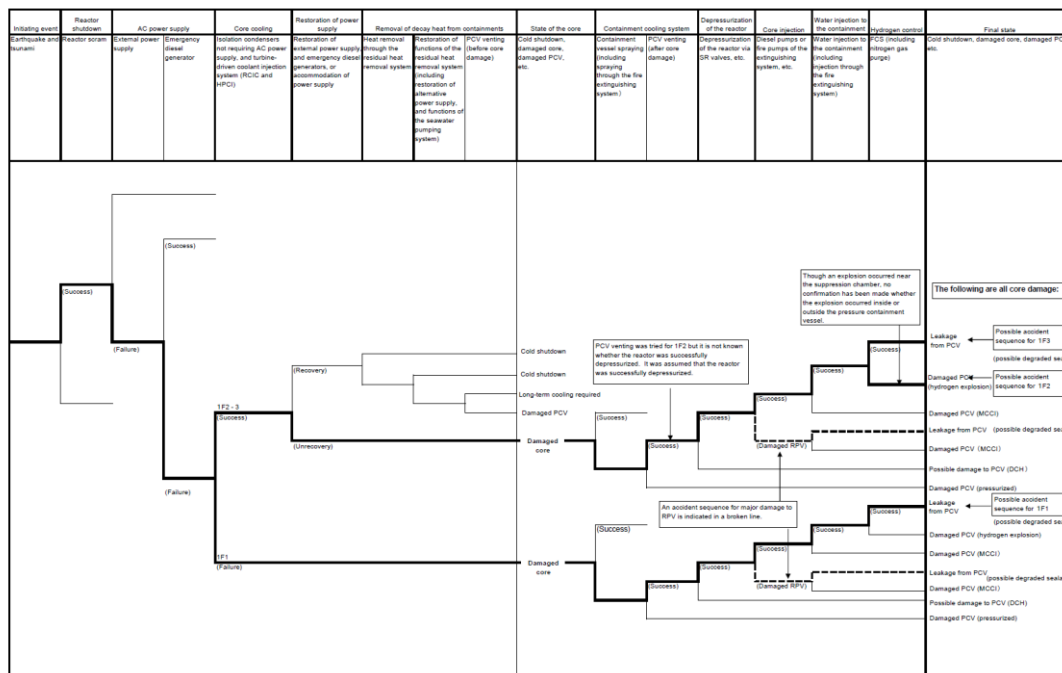 Initiating event
Reactor
shutdown
AC power supply
Core cooling
Restoration of power
supply
Removal of decay heat from containments
State of the core
Containment cooling system
Depressurization
of the reactor
Core injection
Water injection to
the containment
Hydrogen control
Final state
Earthquake and
tsunami
Reactor soram
External power
supply
Emergency
diesel
generator
Isolation condensers
not requiring AC power
supply, and turbine-
driven coolant injection
system (RCIC and
HPCI)
Restoration of
external power supply,
and emergency diesel
generators, or
accommodation of
power supply
Heat removal
through the
residual heat
removal system
Restoration of
functions of the
residual heat
removal system
(including
restoration of
alternative
power supply,
and functions of
the seawater
pumping
system)
PCV venting
(before core
damage)
Cold shutdown,
damaged core,
damaged PCV,
etc.
Containment
vessel spraying
(including
spraying
through the fire
extinguishing
system)
PCV venting
(after core
damage)
Depressurization
of the reactor via
SR valves, etc.
Diesel pumps or
fire pumps of the
extinguishing
system, etc.
Water injection to
the containment
(including
injection through
the fire
extinguishing
system)
FCS (including
nitrogen gas
purge)
Cold shutdown, damaged core, damaged PC
etc.
(Success)
(Success)
(Failure)
(Failure)
1F2 - 3
(Success)
(Recovery)
(Unrecovery)
1F1
(Failure)
Cold shutdown
Cold shutdown
Long-term cooling required
Damaged PCV
Damaged
core
PCV venting was tried for 1F2 but it is not known
whether the reactor was successfully
depressurized. It was assumed that the reactor
was successfully depressurized.
Though an explosion occurred near
the suppression chamber, no
confirmation has been made whether
the explosion occurred inside or
outside the pressure containment
vessel.
The following are all core damage:
(Success)
(Success)
(Success)
(Success)
(Success)
(Success)
(Damaged RPV)
Leakage
from PCV
Possible accident
sequence for 1F3
(possible degraded sea
Damaged PC
(hydrogen explosion)
Possible accident
sequence for 1F2
Damaged PCV (MCCI)
Leakage from PCV
(possible degraded sea
Damaged PCV (MCCI)
Possible damage to PCV (DCH)
Damaged PCV (pressurized)
An accident sequence for major damage to
RPV is indicated in a broken line.
Damaged
core
(Success)
(Success)
(Success)
(Success)
(Success)
(Success)
(Damaged RPV)
Leakage
from PCV
Possible accident
sequence for 1F1
(possible degraded sea
Damaged PCV (hydrogen explosion)
Damaged PCV (MCCI)
Leakage from PCV
(possible degraded seala
Damaged PCV (MCCI)
Possible damage to PCV (DCH)
Damaged PCV (pressurized)